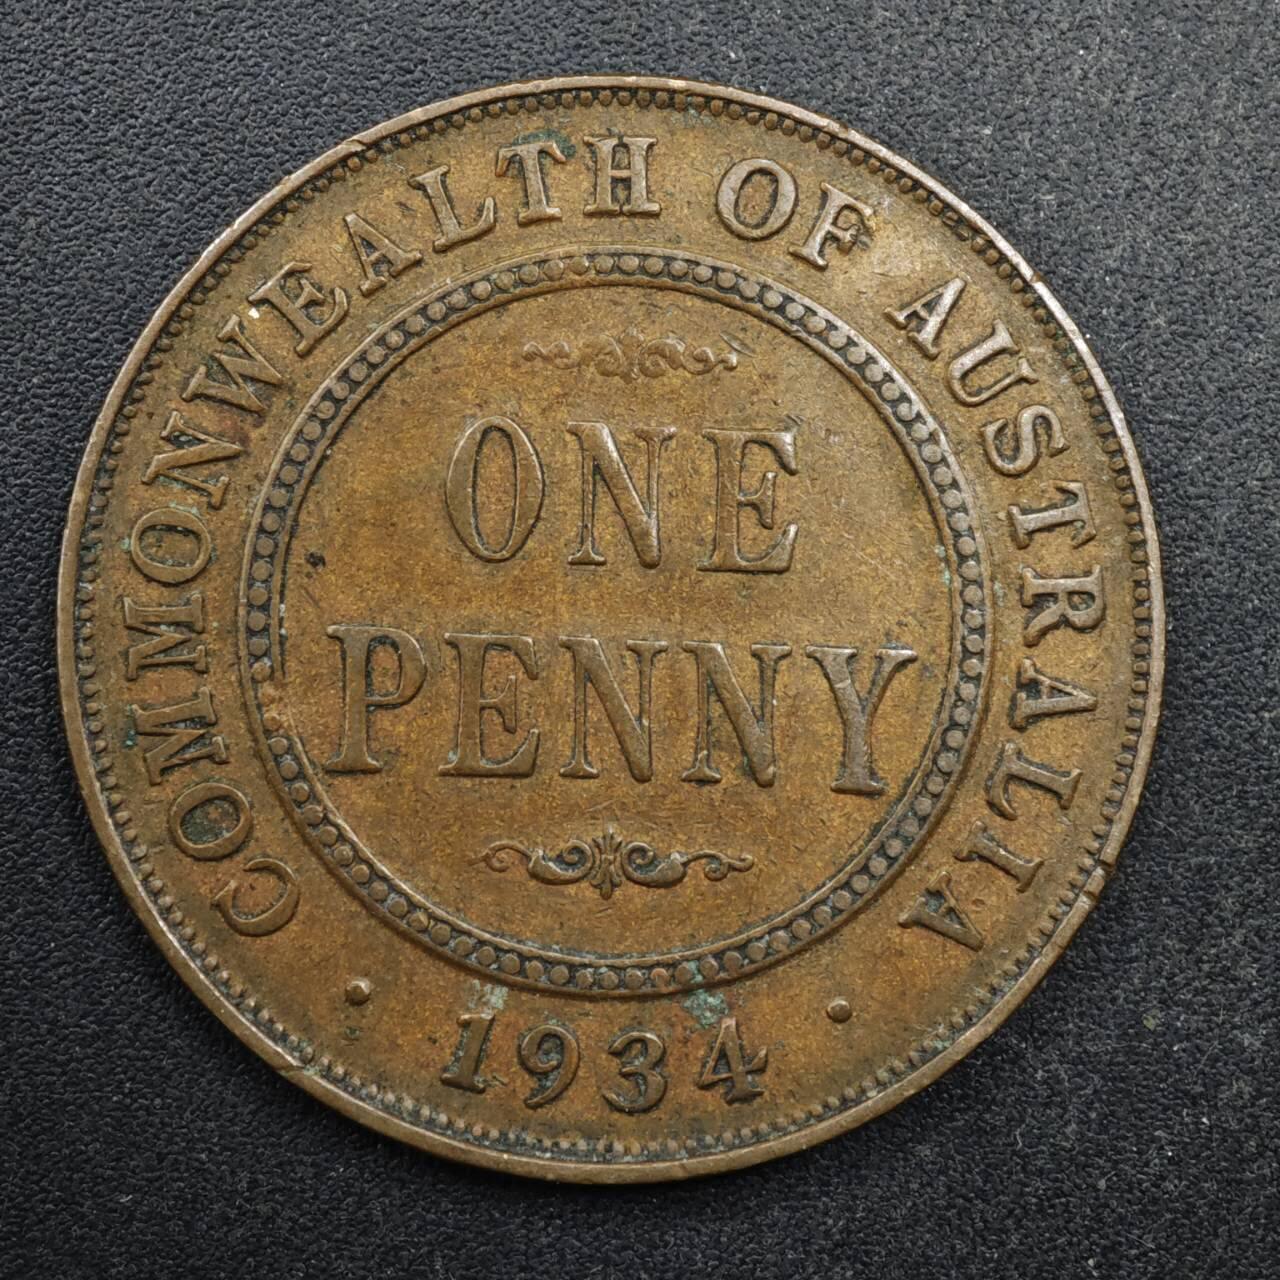 COMMONWEALTH OF AUSTRALIA
ONE
PENNY
1934